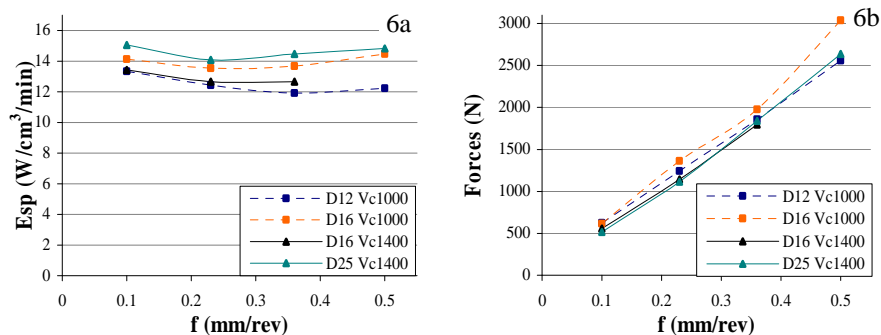 6a
Esp (W/cm³/min)
16
14
12
10
8
6
4
2
0
0
0.1
0.2
0.3
0.4
0.5
f (mm/rev)
D12 Vc1000
D16 Vc1000
D16 Vc1400
D25 Vc1400
6b
Forces (N)
3000
2500
2000
1500
1000
500
0
0
0.1
0.2
0.3
0.4
0.5
f (mm/rev)
D12 Vc1000
D16 Vc1000
D16 Vc1400
D25 Vc1400